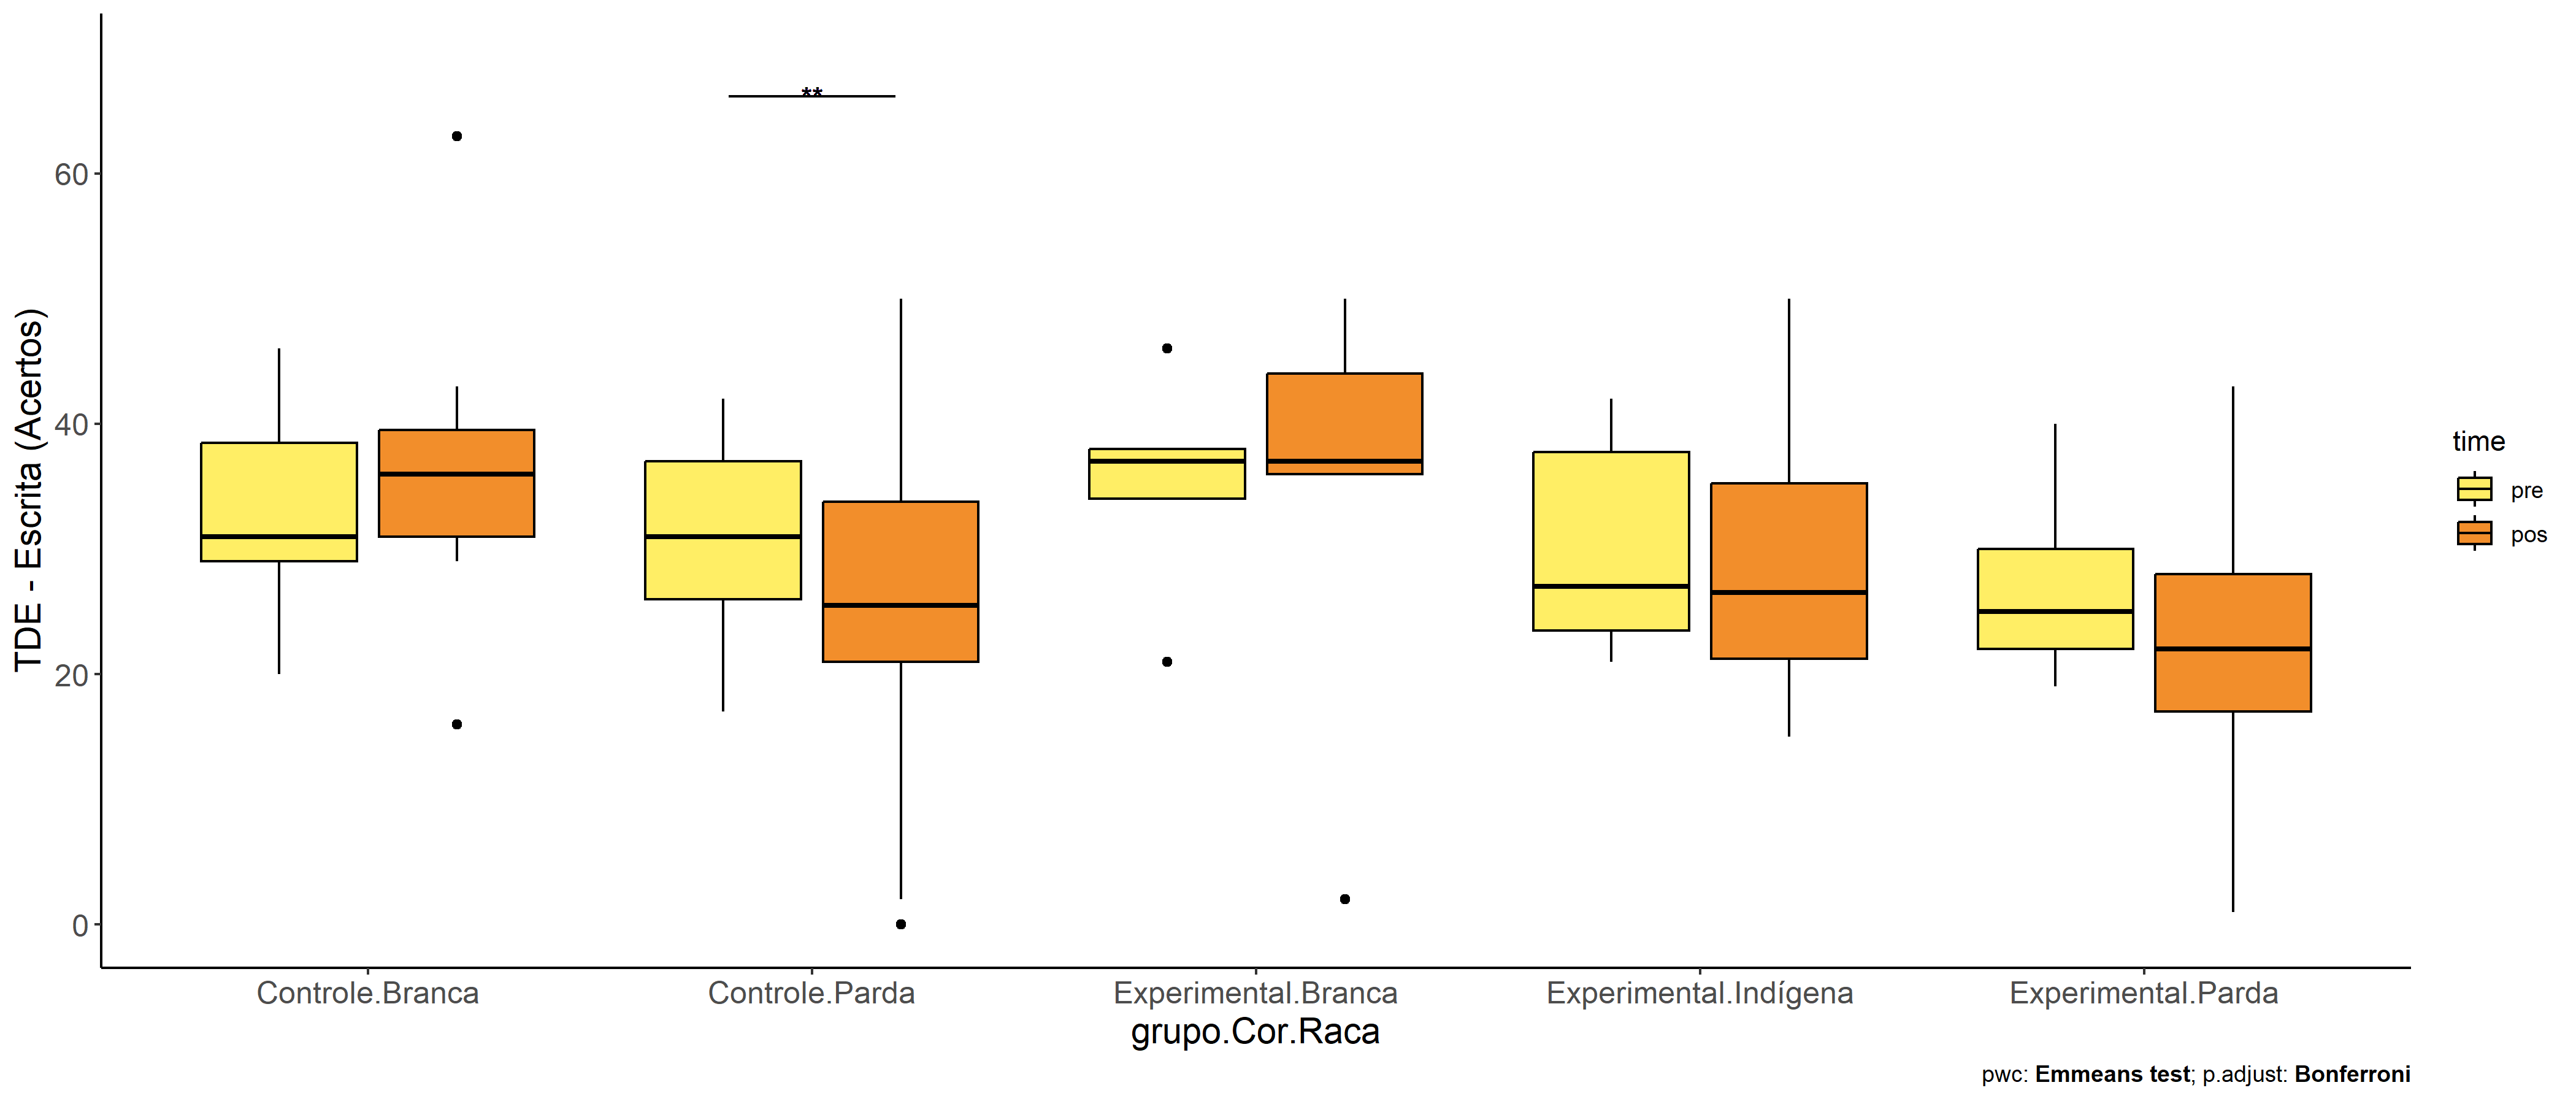 **
60
40
20
0
TDE - Escrita (Acertos)
Controle.Branca
Controle.Parda
Experimental.Branca
Experimental.Indígena
Experimental.Parda
grupo.Cor.Raca
time
pre
pos
pwc: Emmeans test; p.adjust: Bonferroni